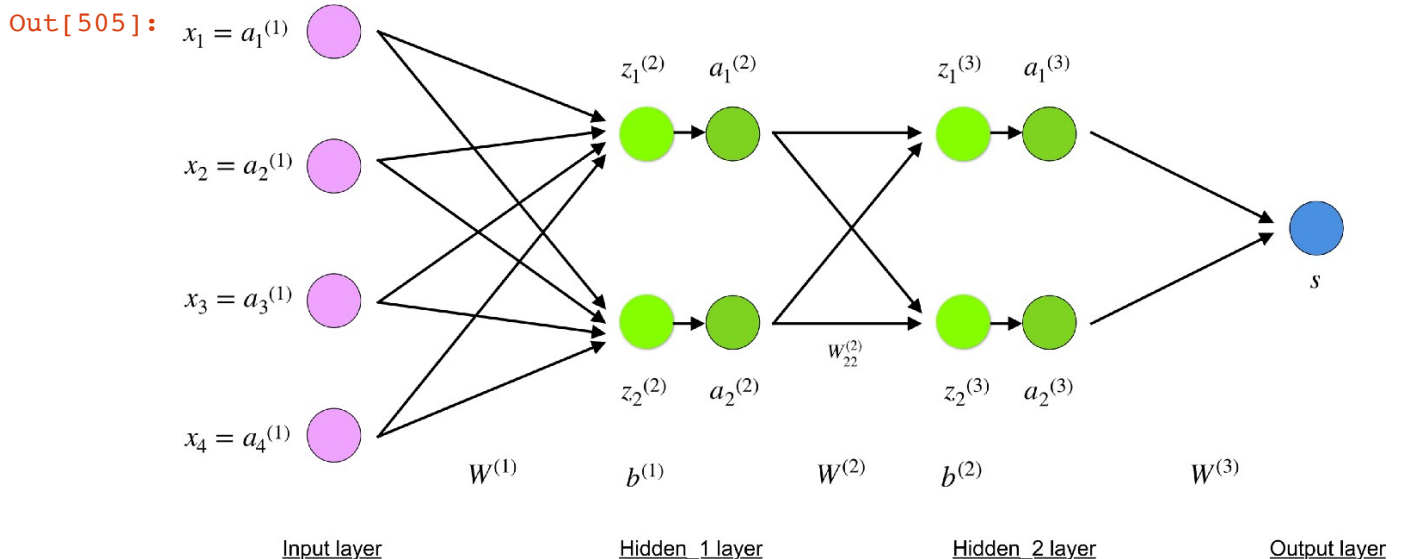 Out[505]:
x₁ = a₁⁽¹⁾
z₁⁽²⁾ a₁⁽²⁾ z₁⁽³⁾ a₁⁽³⁾
x₂ = a₂⁽¹⁾
s
x₃ = a₃⁽¹⁾
W₂₂⁽²⁾
z₂⁽²⁾ a₂⁽²⁾ z₂⁽³⁾ a₂⁽³⁾
x₄ = a₄⁽¹⁾
W⁽¹⁾ b⁽¹⁾ W⁽²⁾ b⁽²⁾ W⁽³⁾
Input layer Hidden_1 layer Hidden_2 layer Output layer